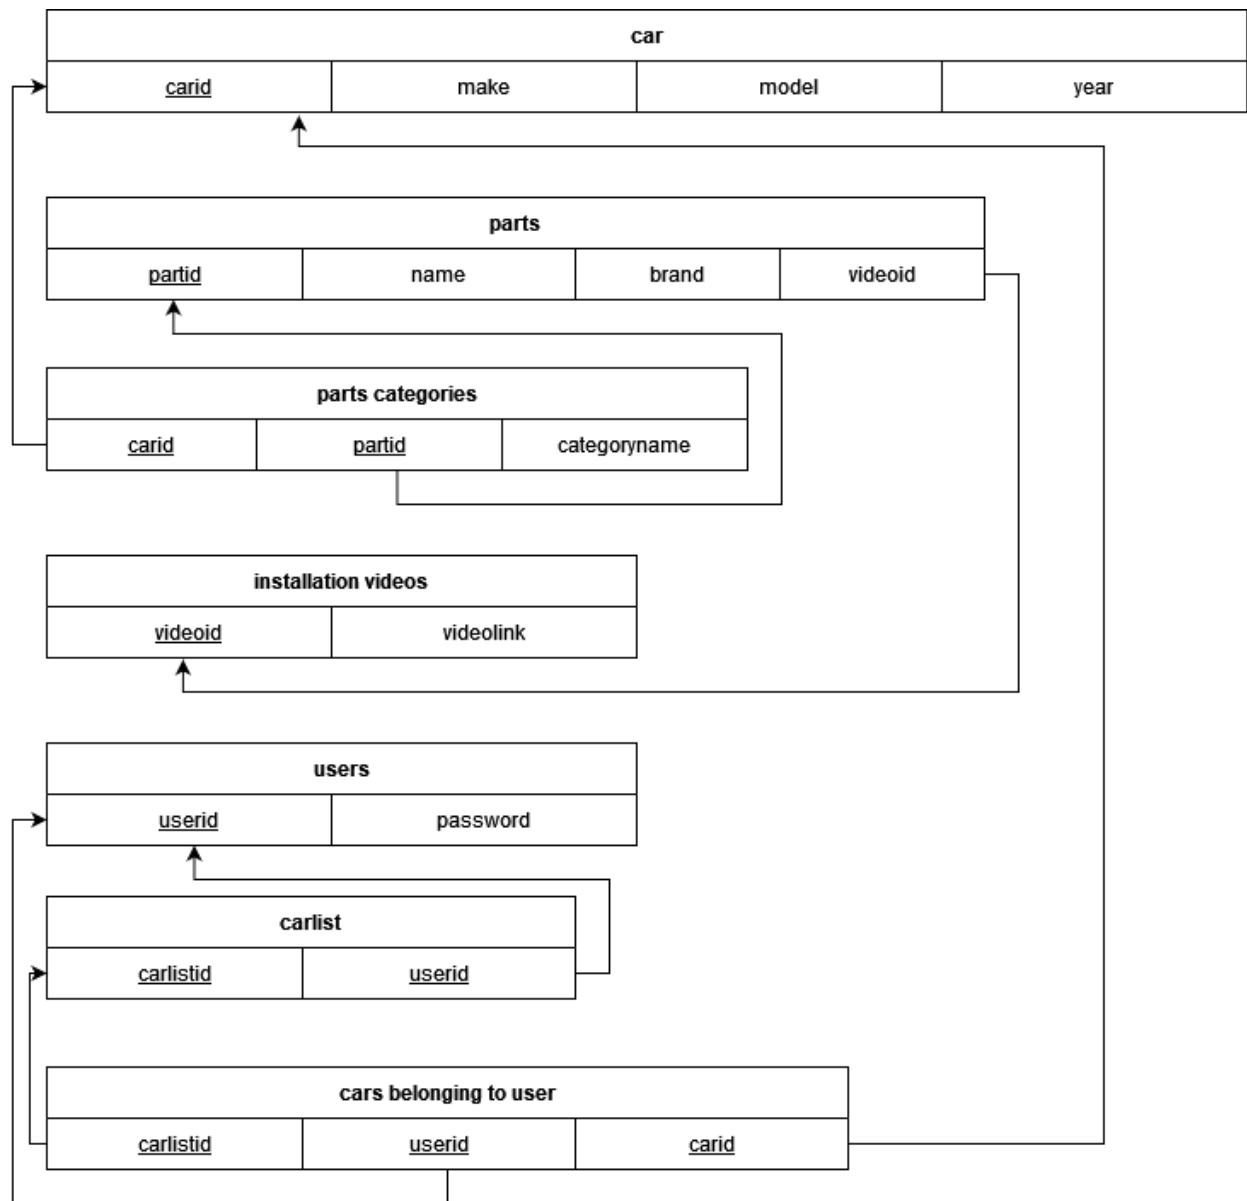 car
carid make model year
parts
partid name brand videoid
parts categories
carid partid categoryname
installation videos
videoid videolink
users
userid password
carlist
carlistid userid
cars belonging to user
carlistid userid carid